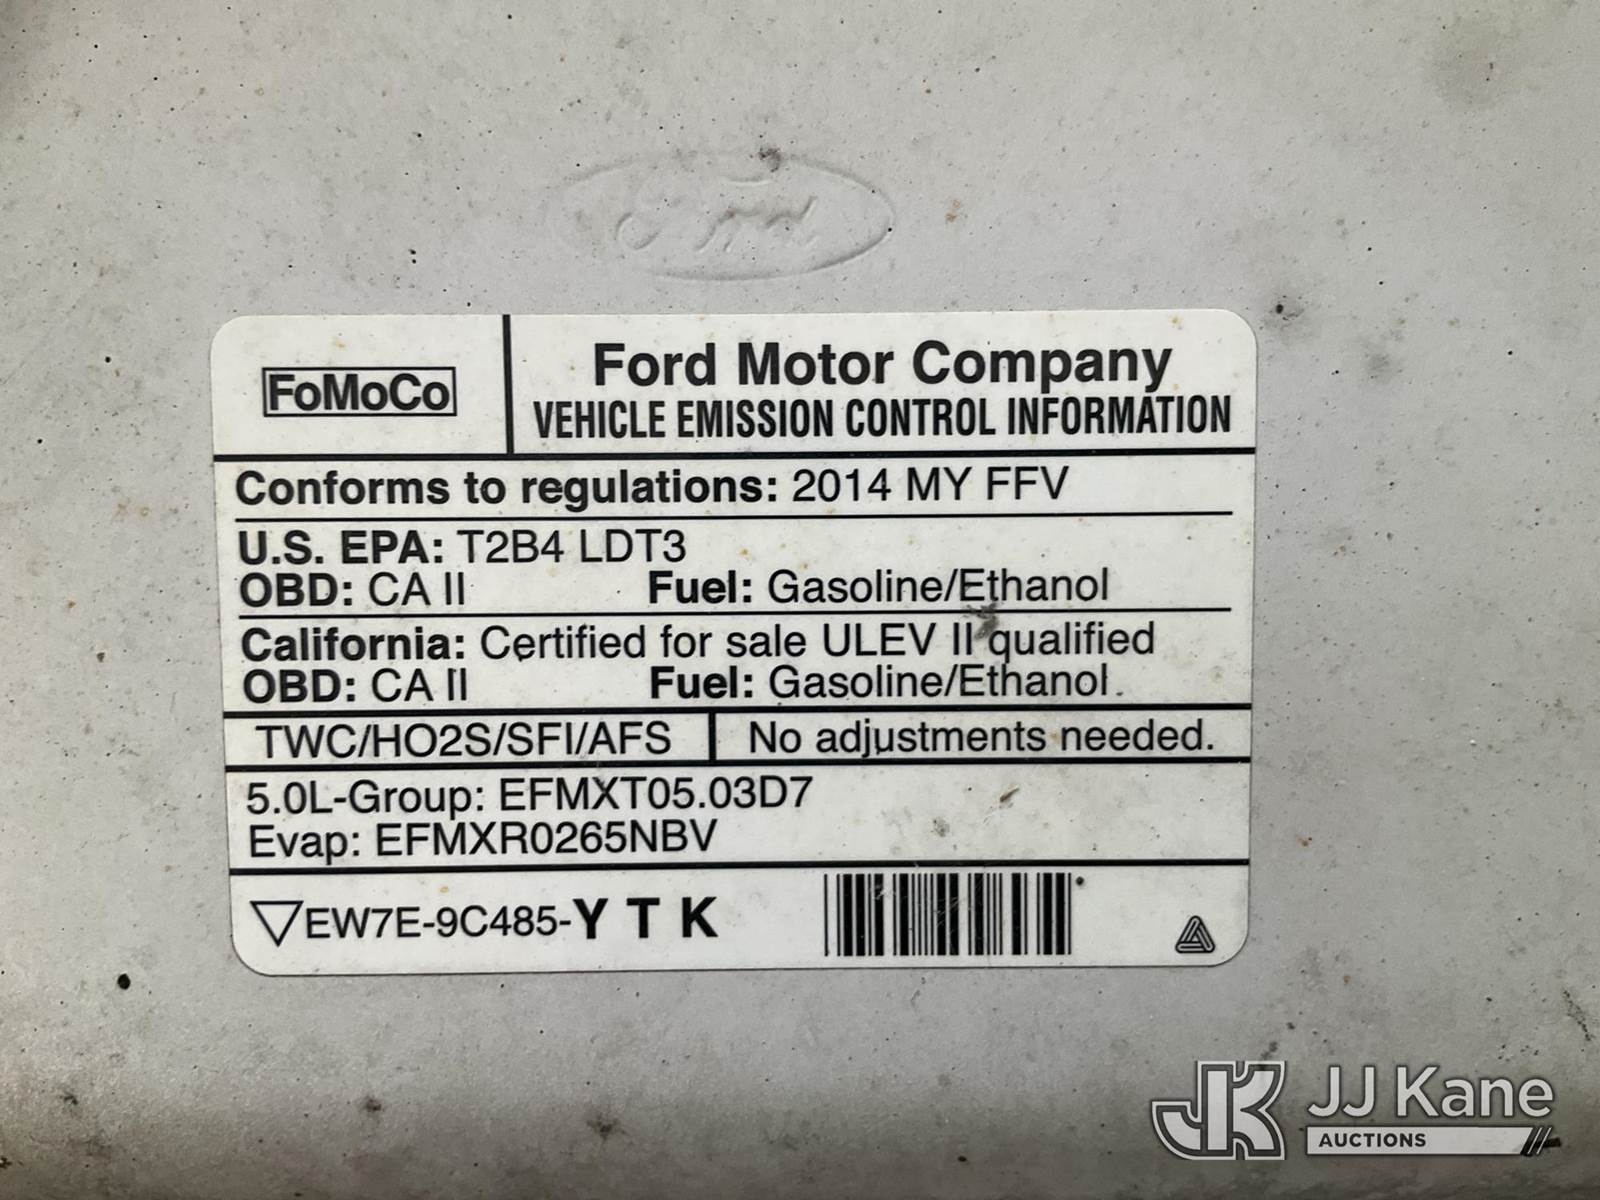 Ford
FoMoCo
Ford Motor Company
VEHICLE EMISSION CONTROL INFORMATION
Conforms to regulations: 2014 MY FFV
U.S. EPA: T2B4 LDT3
OBD: CA II Fuel: Gasoline/Ethanol
California: Certified for sale ULEV II qualified
OBD: CA II Fuel: Gasoline/Ethanol.
TWC/HO2S/SFI/AFS No adjustments needed.
5.0L-Group: EFMXT05.03D7
Evap: EFMXR0265NBV
EW7E-9C485-Y T K
JK JJ Kane
AUCTIONS